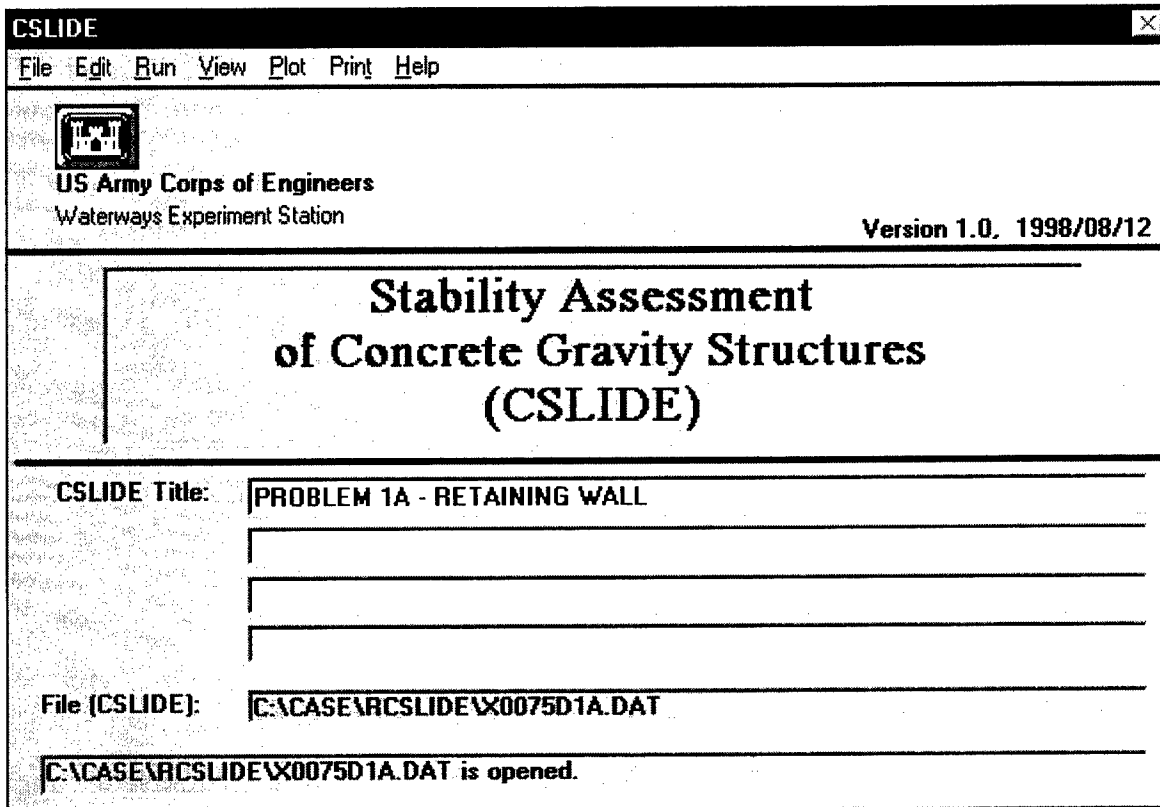 CSLIDE
File Edit Run View Plot Print Help
US Army Corps of Engineers
Waterways Experiment Station
Version 1.0, 1998/08/12
Stability Assessment
of Concrete Gravity Structures
(CSLIDE)
CSLIDE Title: PROBLEM 1A - RETAINING WALL
File (CSLIDE): C:\CASE\RCSLIDE\X0075D1A.DAT
C:\CASE\RCSLIDE\X0075D1A.DAT is opened.